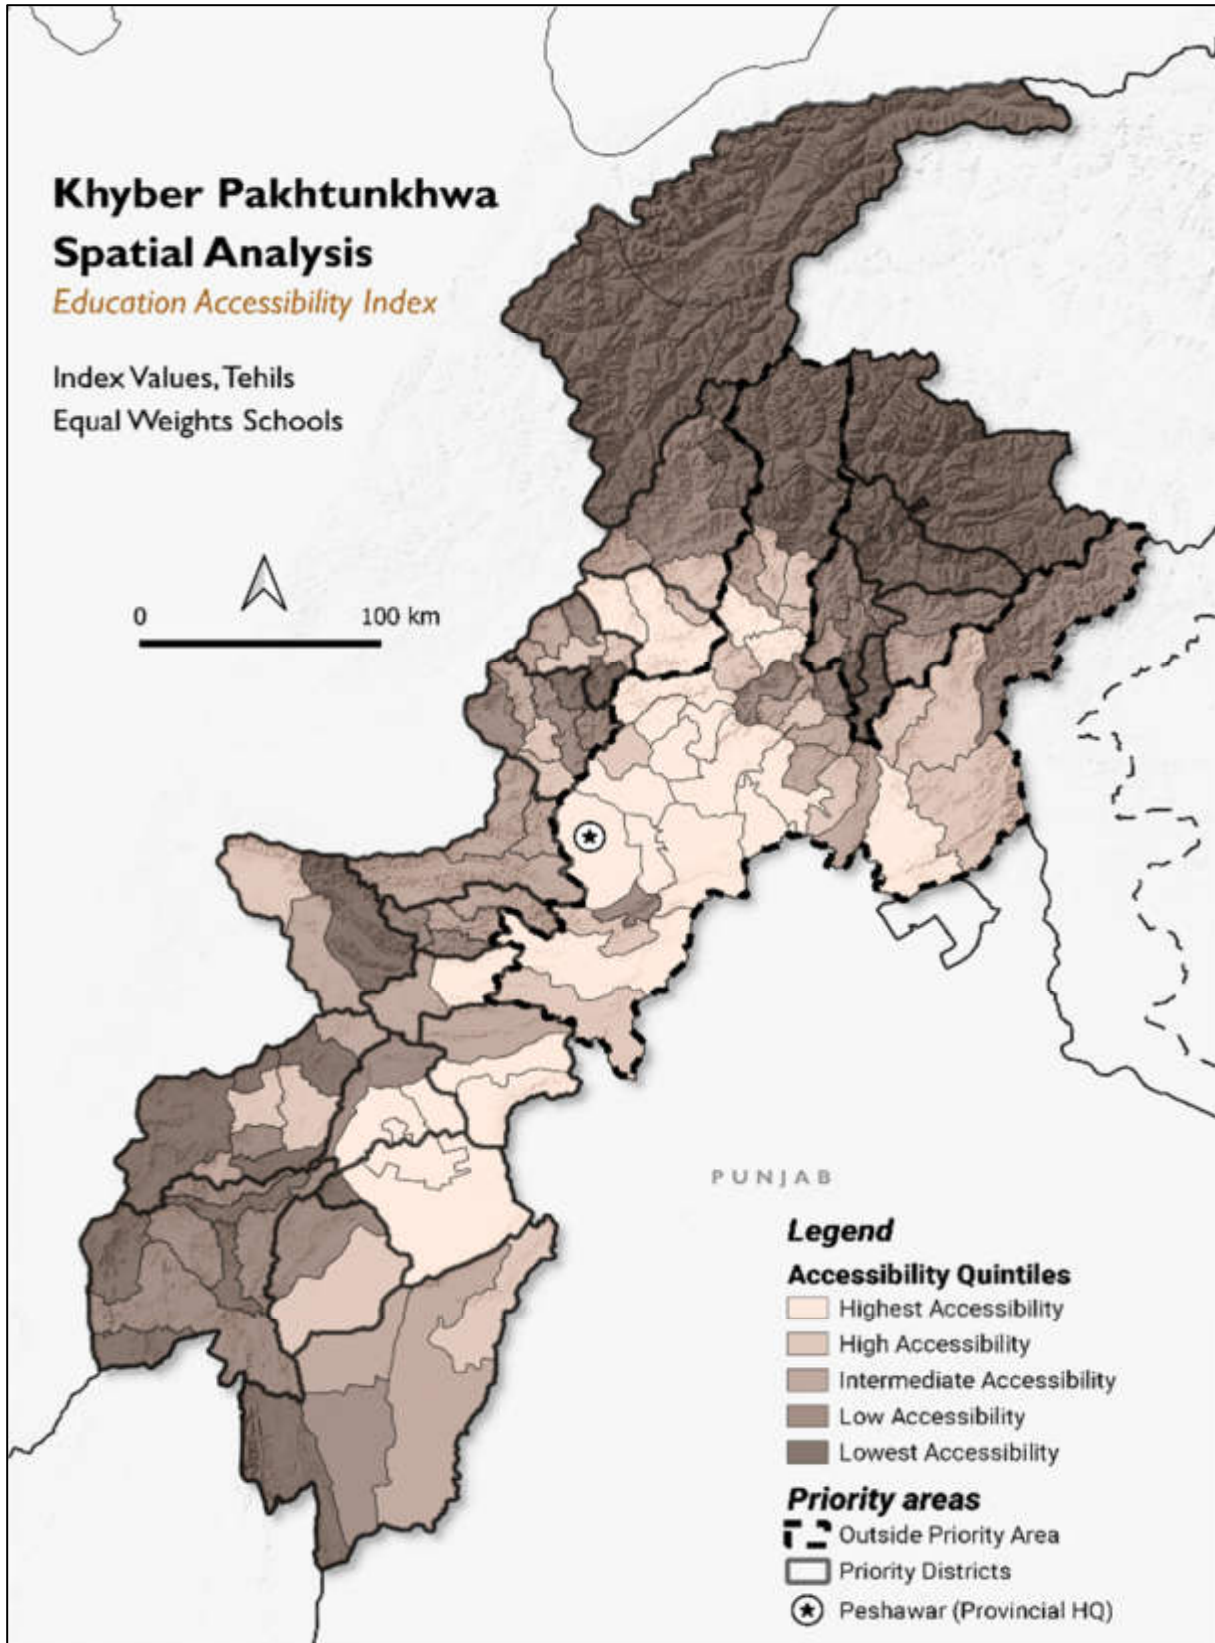 Khyber Pakhtunkhwa
Spatial Analysis
Education Accessibility Index
Index Values, Tehils
Equal Weights Schools
0 100 km
PUNJAB
Legend
Accessibility Quintiles
Highest Accessibility
High Accessibility
Intermediate Accessibility
Low Accessibility
Lowest Accessibility
Priority areas
Outside Priority Area
Priority Districts
Peshawar (Provincial HQ)